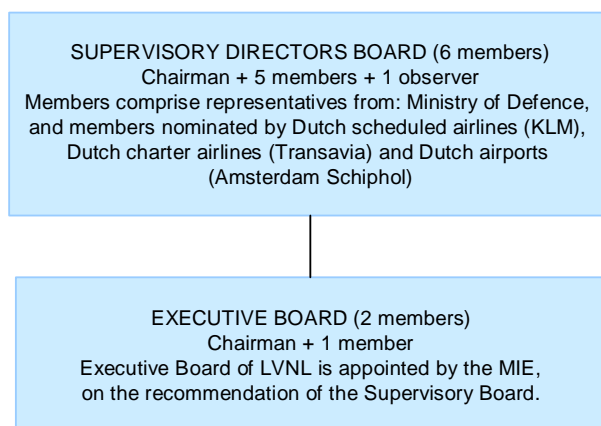 SUPERVISORY DIRECTORS BOARD (6 members)
Chairman + 5 members + 1 observer
Members comprise representatives from: Ministry of Defence,
and members nominated by Dutch scheduled airlines (KLM),
Dutch charter airlines (Transavia) and Dutch airports
(Amsterdam Schiphol)
EXECUTIVE BOARD (2 members)
Chairman + 1 member
Executive Board of LVNL is appointed by the MIE,
on the recommendation of the Supervisory Board.